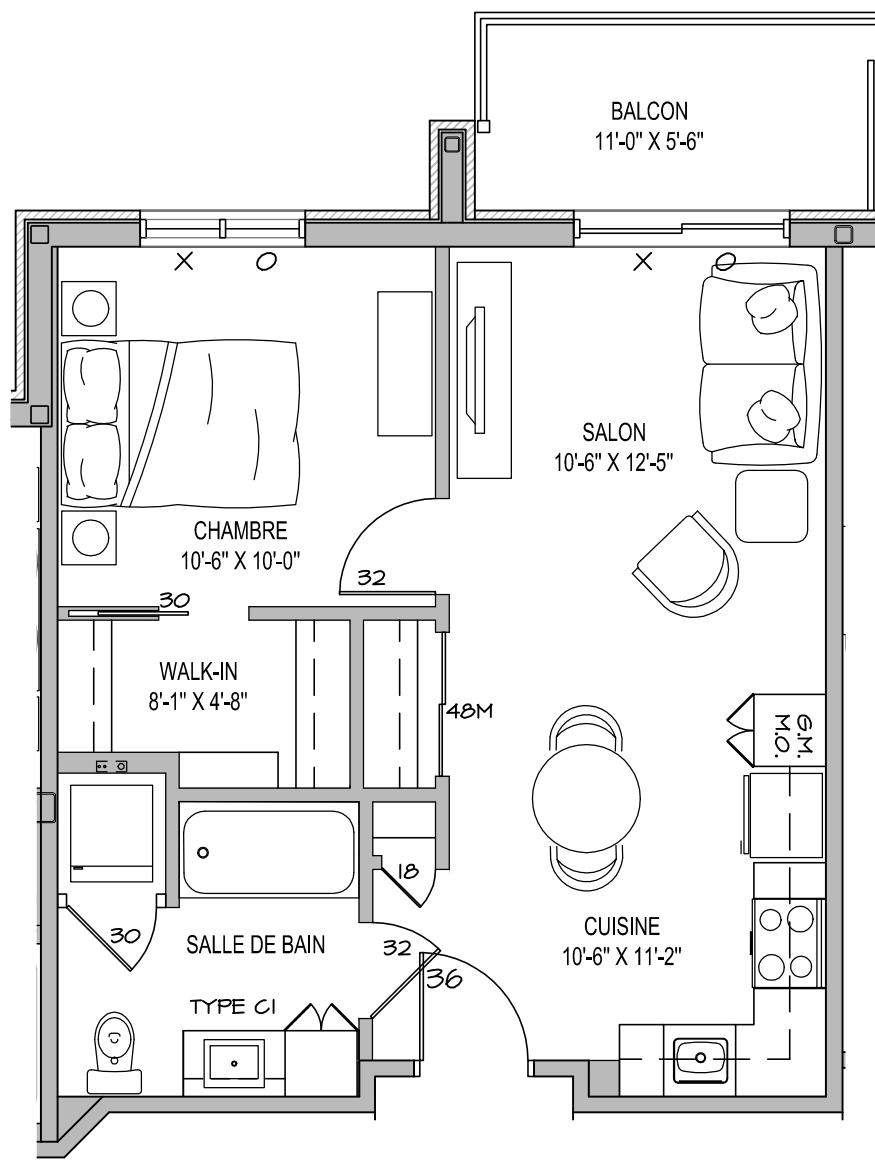 BALCON
11'-0" X 5'-6"
X O
X O
SALON
10'-6" X 12'-5"
CHAMBRE
10'-6" X 10'-0"
32
30
WALK-IN
8'-1" X 4'-8"
48M
G.M.
M.O.
18
CUISINE
10'-6" X 11'-2"
30
SALLE DE BAIN
32
36
TYPE C1